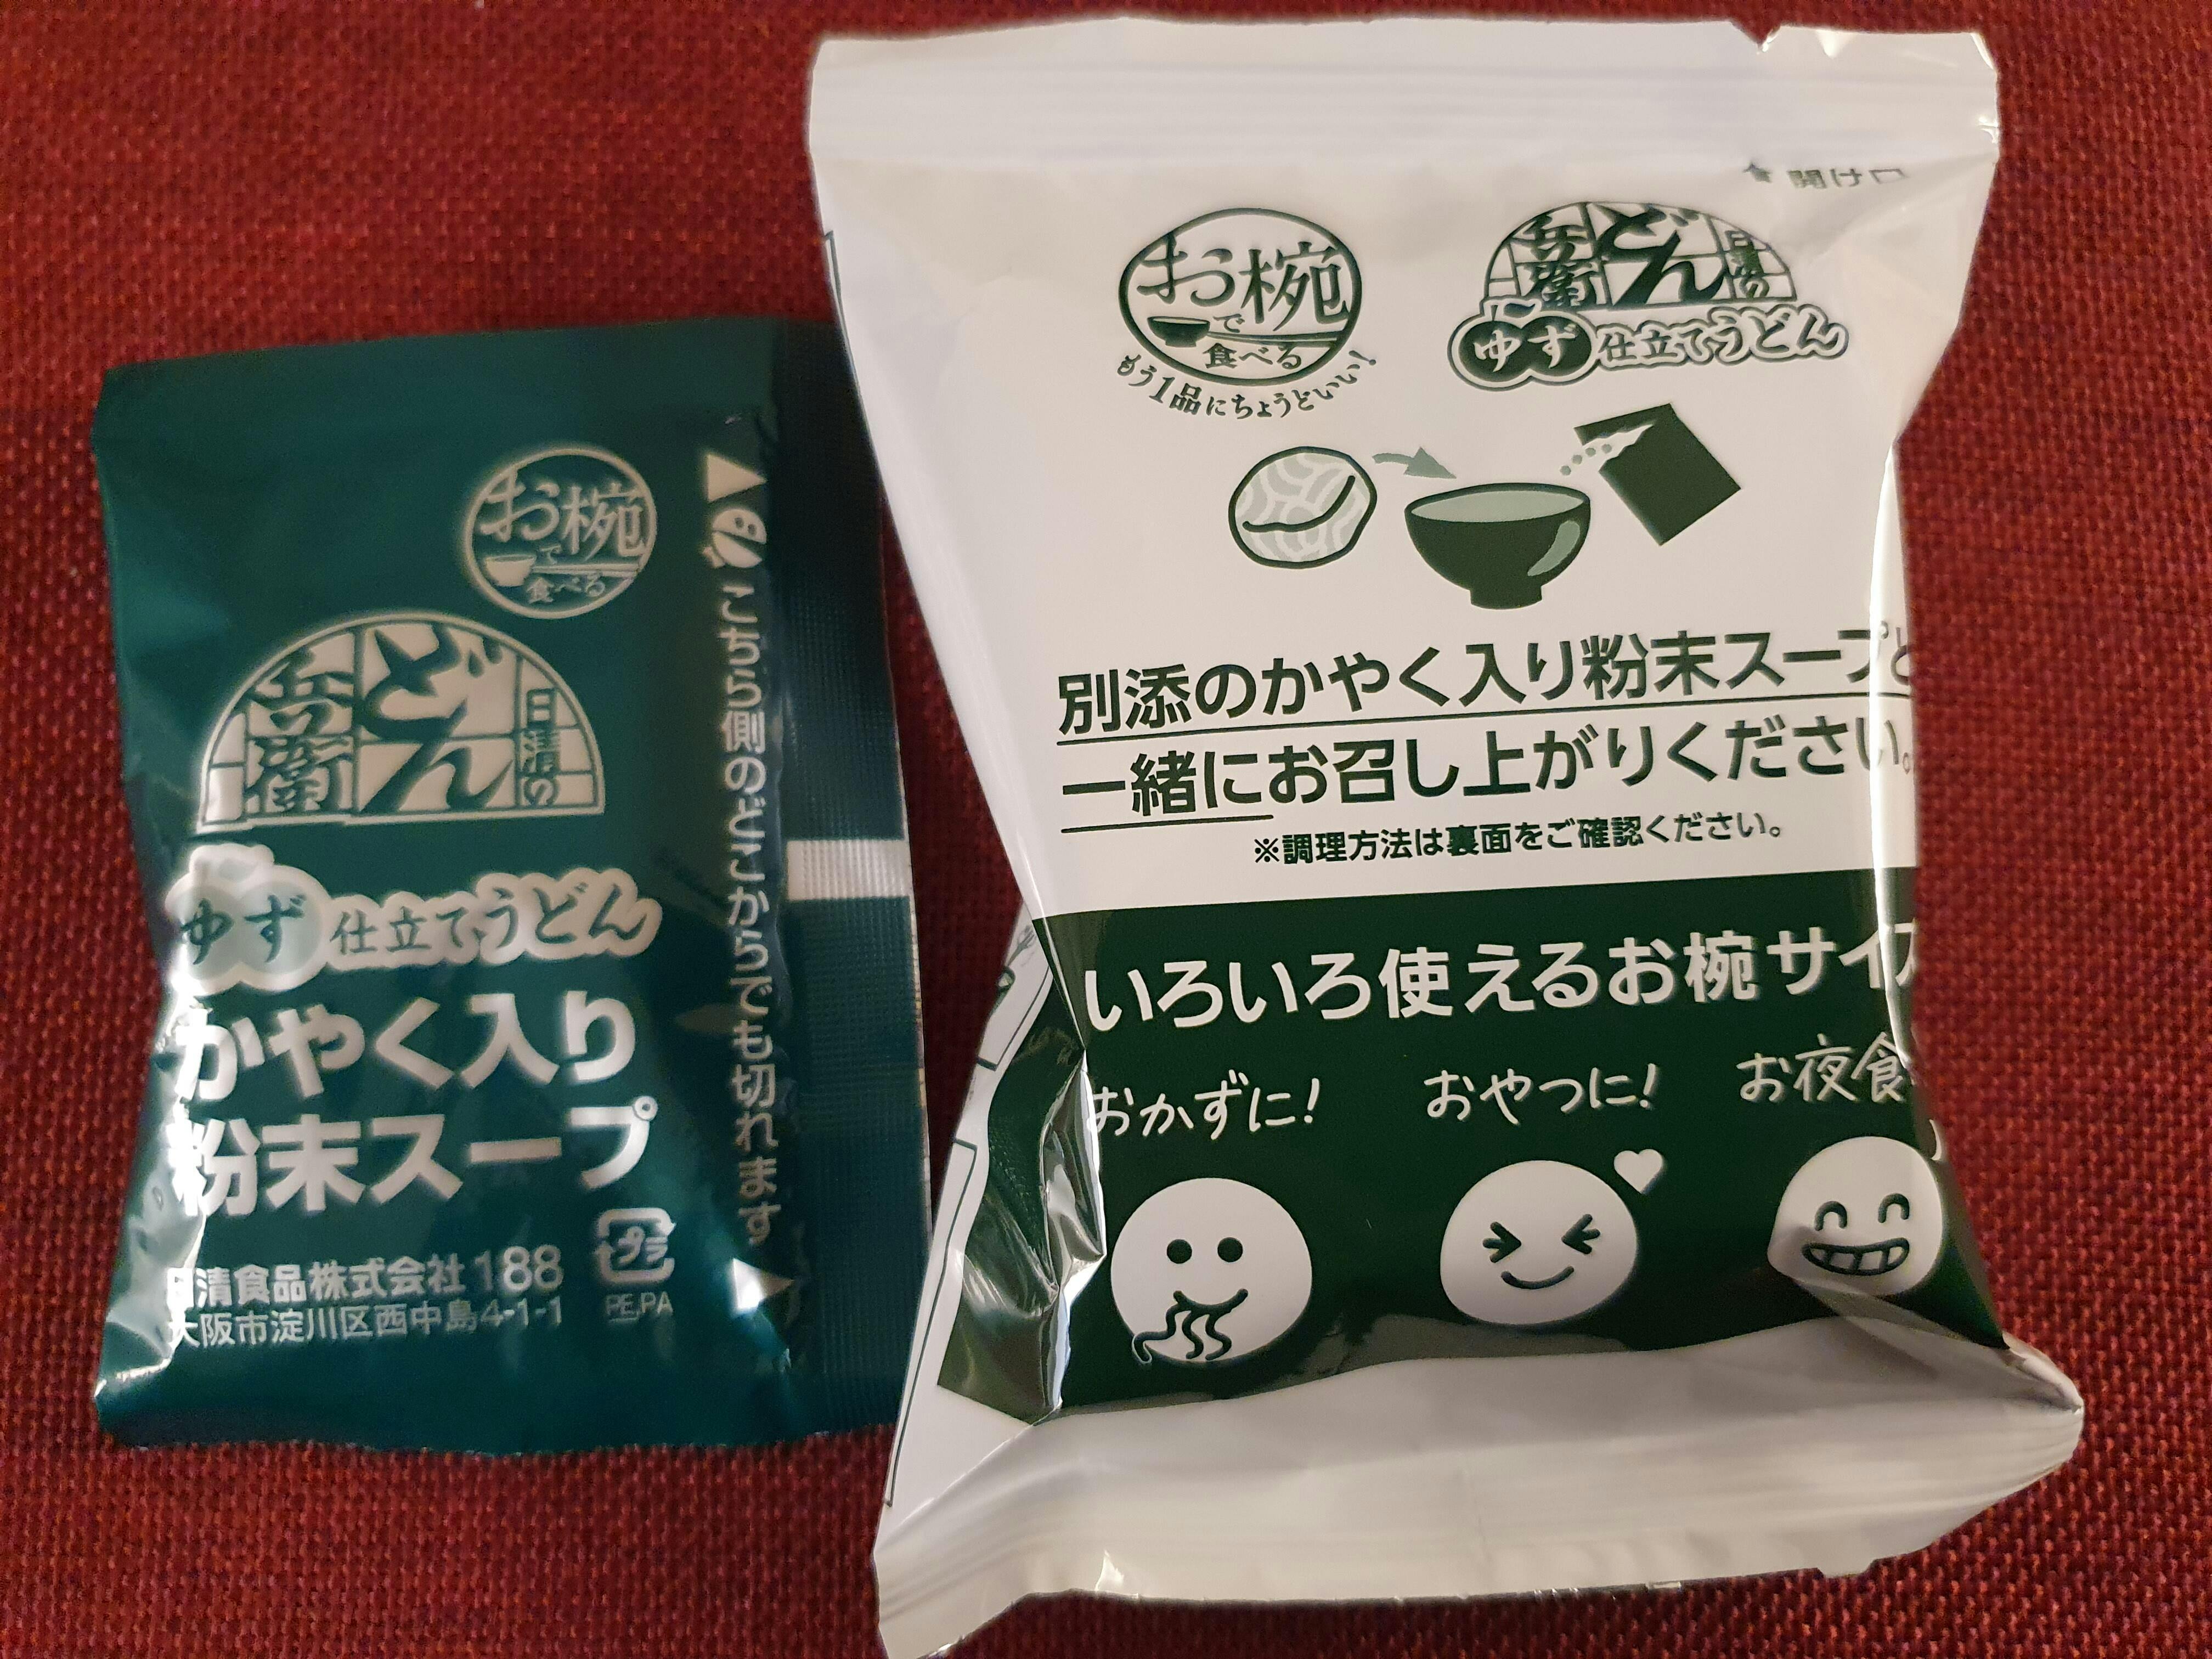 お椀
で
食べる
日清の
どん
兵衛
ゆず仕立てうどん
かやく入り
粉末スープ
日清食品株式会社 188
大阪市淀川区西中島4-1-1
プラ
PE,PA
こちら側のどこからでも切れます
開け口
お椀
で
食べる
もう1品にちょうどいい!
日清の
どん
兵衛
ゆず仕立てうどん
別添のかやく入り粉末スープと
一緒にお召し上がりください。
※調理方法は裏面をご確認ください。
いろいろ使えるお椀サイズ
おかずに!
おやつに!
お夜食